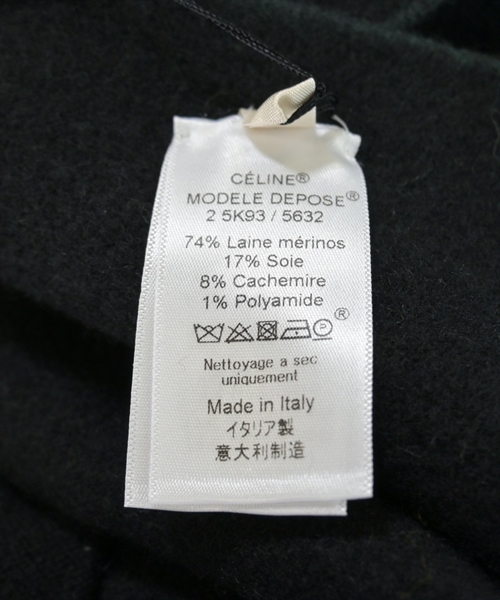 CÉLINE®
MODELE DEPOSE®
2 5K93 / 5632
74% Laine mérinos
17% Soie
8% Cachemire
1% Polyamide
P®
Nettoyage a sec
uniquement
Made in Italy
イタリア製
意大利制造